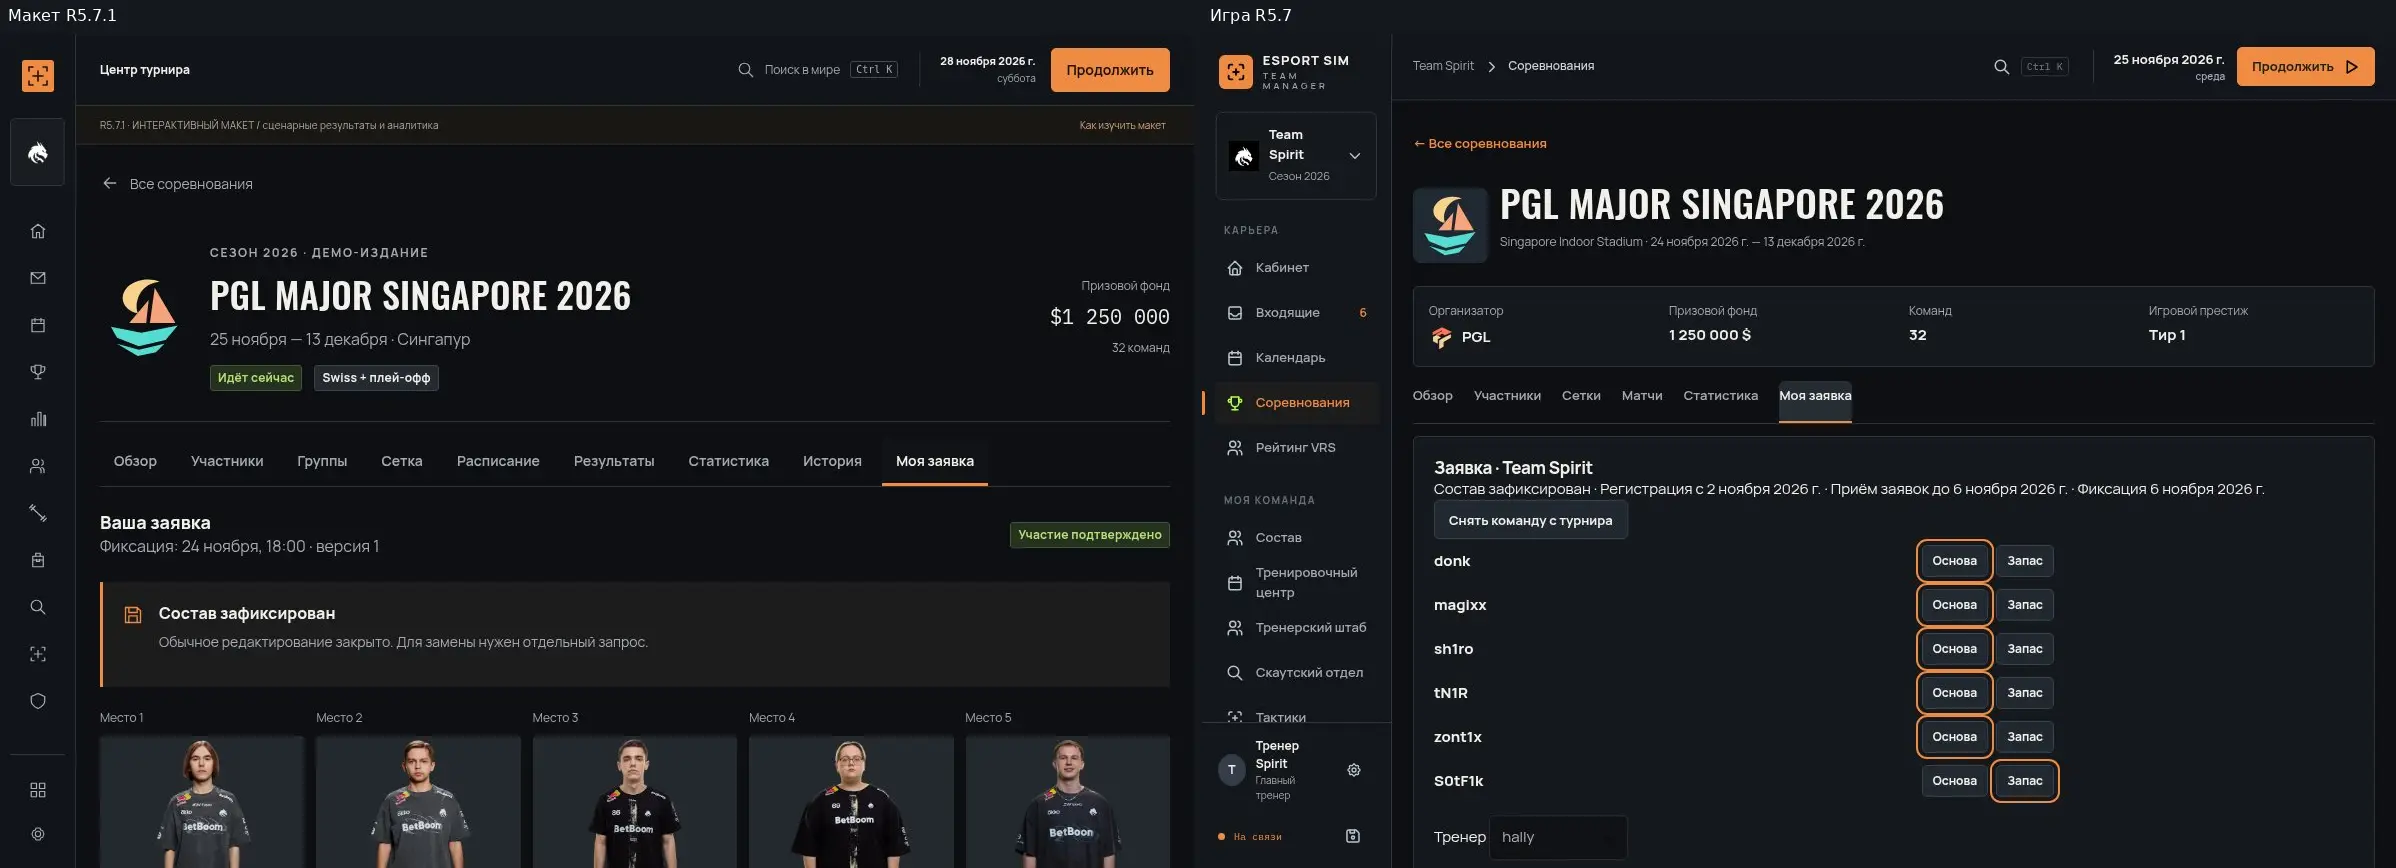 Макет R5.7.1
Центр турнира
Поиск в мире
Ctrl K
28 ноября 2026 г.
суббота
Продолжить
R5.7.1 · ИНТЕРАКТИВНЫЙ МАКЕТ / сценарные результаты и аналитика
Как изучить макет
← Все соревнования
СЕЗОН 2026 · ДЕМО-ИЗДАНИЕ
PGL MAJOR SINGAPORE 2026
25 ноября — 13 декабря · Сингапур
Идёт сейчас
Swiss + плей-офф
Призовой фонд
$1 250 000
32 команд
Обзор
Участники
Группы
Сетка
Расписание
Результаты
Статистика
История
Моя заявка
Ваша заявка
Фиксация: 24 ноября, 18:00 · версия 1
Участие подтверждено
Состав зафиксирован
Обычное редактирование закрыто. Для замены нужен отдельный запрос.
Место 1
Место 2
Место 3
Место 4
Место 5
BetBoom
BetBoom
BetBoom
BetBoom
BetBoom
Игра R5.7
ESPORT SIM
TEAM
MANAGER
Team
Spirit
Сезон 2026
КАРЬЕРА
Кабинет
Входящие
6
Календарь
Соревнования
Рейтинг VRS
МОЯ КОМАНДА
Состав
Тренировочный
центр
Тренерский штаб
Скаутский отдел
Тактики
T
Тренер
Spirit
Главный
тренер
На связи
Team Spirit
Соревнования
Ctrl K
25 ноября 2026 г.
среда
Продолжить
← Все соревнования
PGL MAJOR SINGAPORE 2026
Singapore Indoor Stadium · 24 ноября 2026 г. — 13 декабря 2026 г.
Организатор
PGL
Призовой фонд
1 250 000 $
Команд
32
Игровой престиж
Тир 1
Обзор
Участники
Сетки
Матчи
Статистика
Моя заявка
Заявка · Team Spirit
Состав зафиксирован · Регистрация с 2 ноября 2026 г. · Приём заявок до 6 ноября 2026 г. · Фиксация 6 ноября 2026 г.
Снять команду с турнира
donk
Основа
Запас
magixx
Основа
Запас
sh1ro
Основа
Запас
tN1R
Основа
Запас
zont1x
Основа
Запас
S0tF1k
Основа
Запас
Тренер
hally